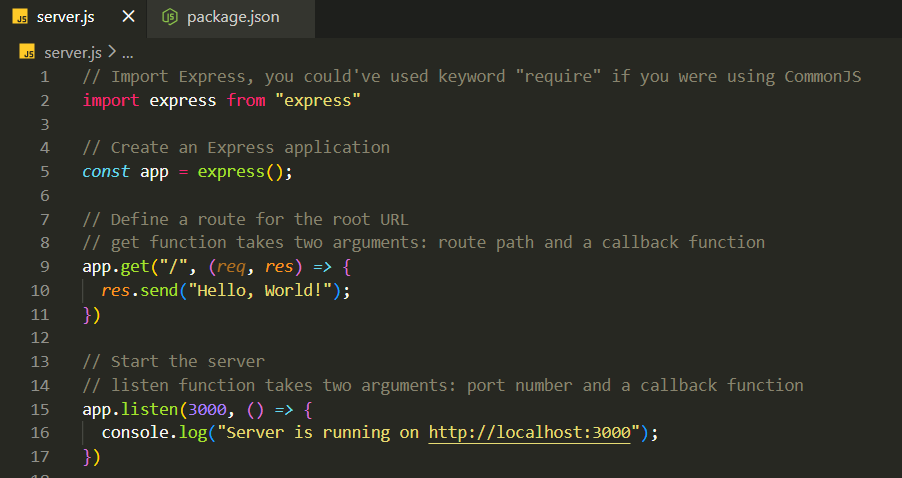 JS server.js × package.json
JS server.js > ...
1 // Import Express, you could've used keyword "require" if you were using CommonJS
2 import express from "express"
3
4 // Create an Express application
5 const app = express();
6
7 // Define a route for the root URL
8 // get function takes two arguments: route path and a callback function
9 app.get("/", (req, res) => {
10   res.send("Hello, World!");
11 })
12
13 // Start the server
14 // listen function takes two arguments: port number and a callback function
15 app.listen(3000, () => {
16   console.log("Server is running on http://localhost:3000");
17 })